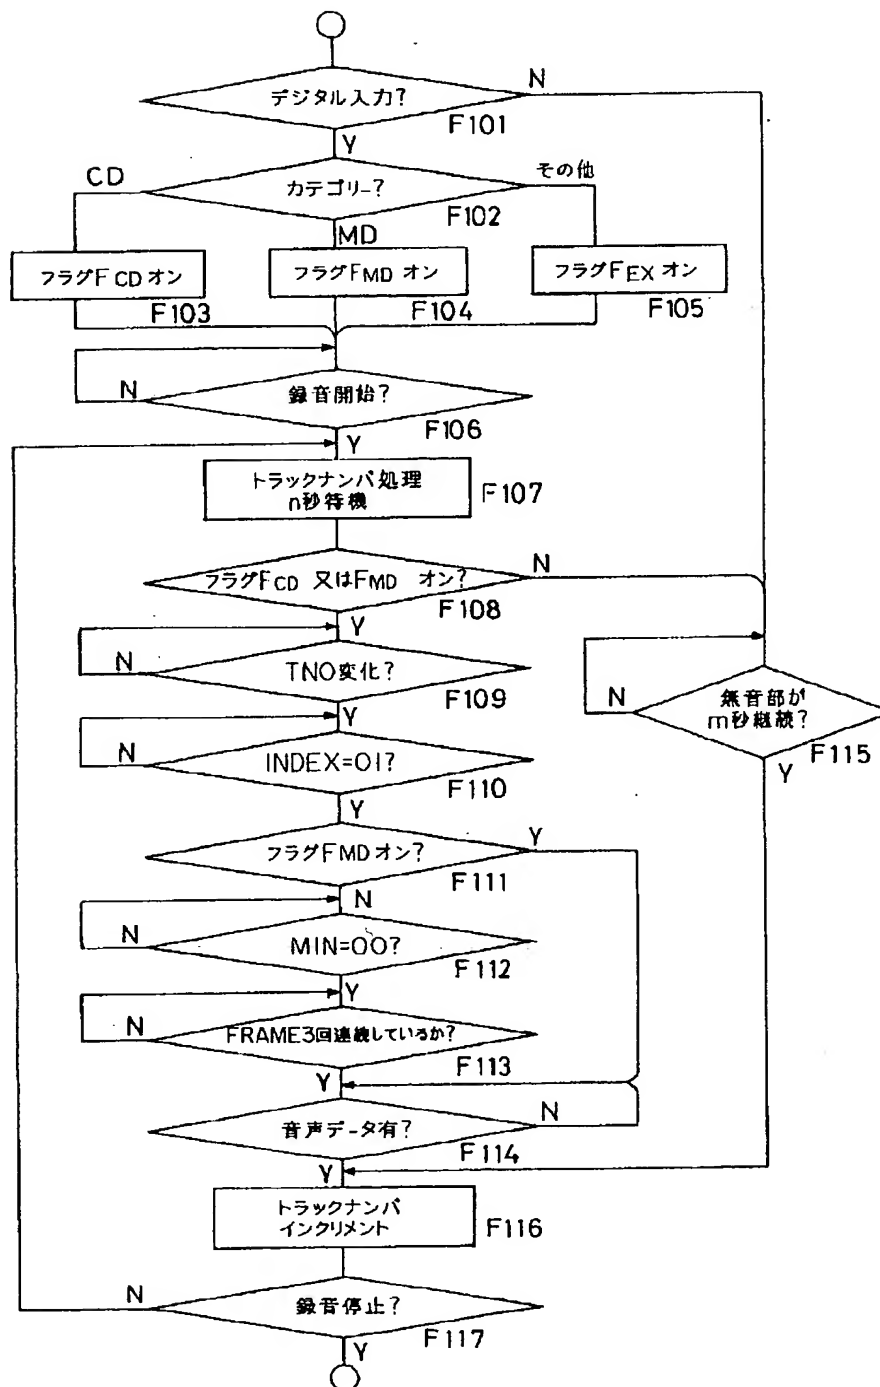 デジタル入力?
N
F101
Y
カテゴリー?
CD
その他
F102
MD
フラグFCDオン
フラグFMDオン
フラグFEXオン
F103
F104
F105
録音開始?
N
F106
Y
トラックナンバ処理
n秒待機
F107
フラグFCD 又はFMD オン?
N
F108
Y
TNO変化?
N
F109
Y
INDEX=01?
N
F110
Y
無音部が
m秒継続?
N
F115
Y
フラグFMDオン?
Y
F111
N
MIN=00?
N
F112
Y
FRAME3回連続しているか?
N
F113
Y
音声データ有?
N
F114
Y
トラックナンバ
インクリメント
F116
録音停止?
N
F117
Y